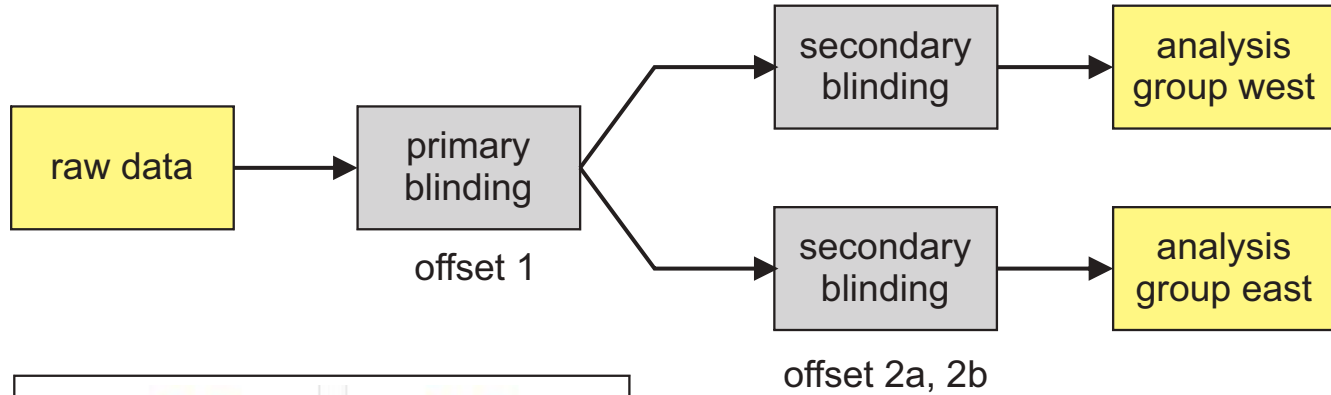 raw data
primary
blinding
offset 1
secondary
blinding
analysis
group west
secondary
blinding
analysis
group east
offset 2a, 2b